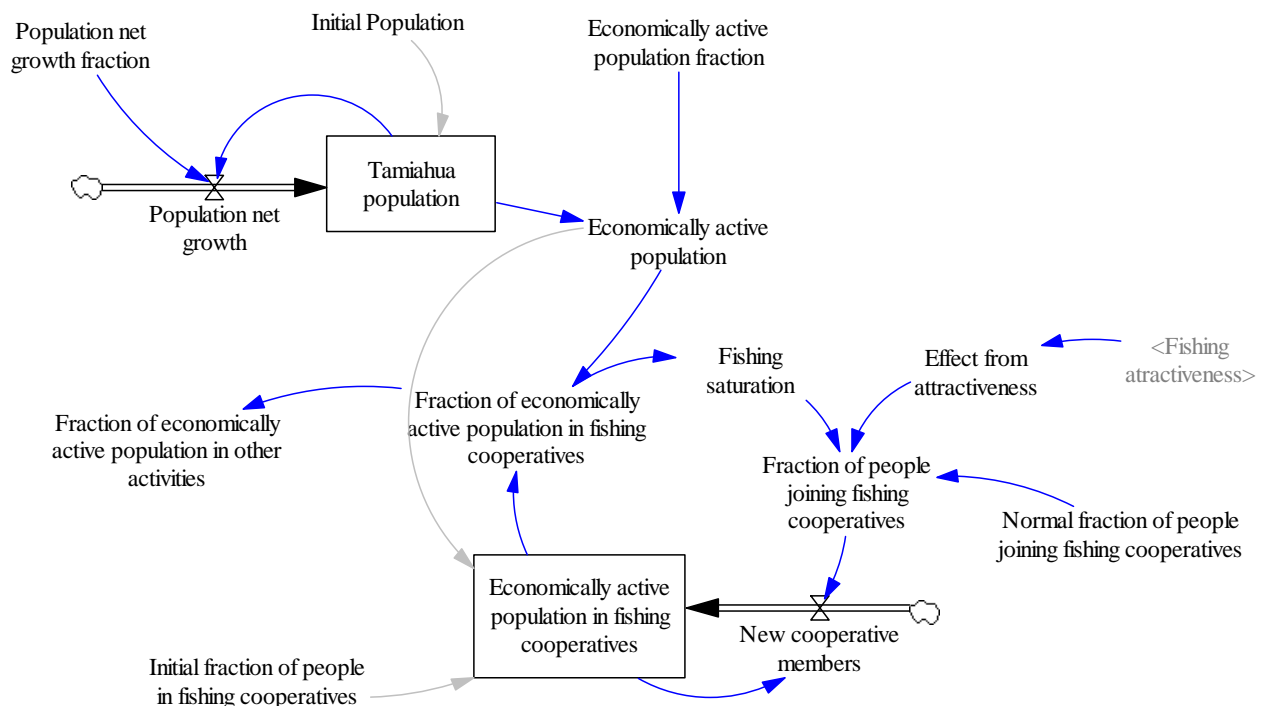 Population net
growth fraction
Initial Population
Economically active
population fraction
Tamiahua
population
Population net
growth
Economically active
population
Fishing
saturation
Effect from
attractiveness
<Fishing
atractiveness>
Fraction of economically
active population in other
activities
Fraction of economically
active population in fishing
cooperatives
Fraction of people
joining fishing
cooperatives
Normal fraction of people
joining fishing cooperatives
Economically active
population in fishing
cooperatives
New cooperative
members
Initial fraction of people
in fishing cooperatives